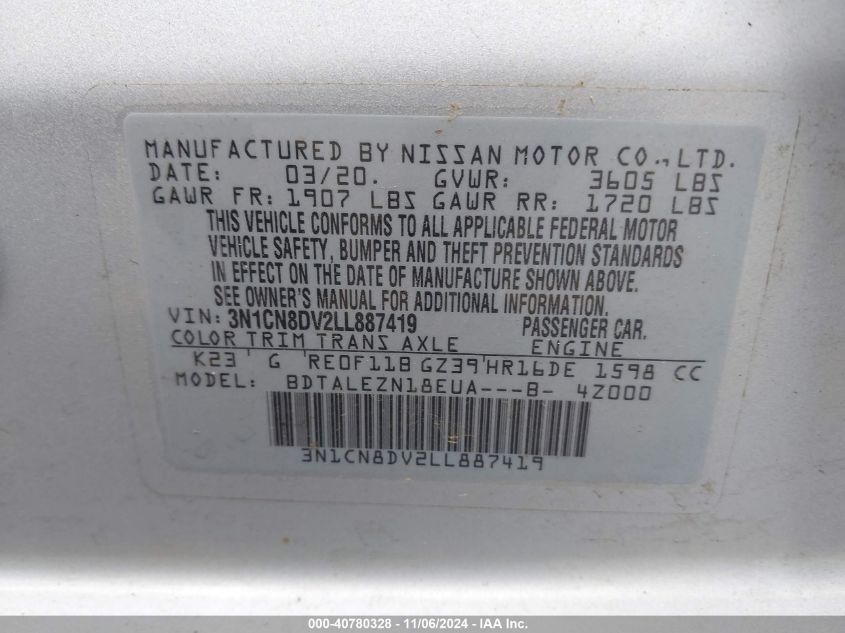 MANUFACTURED BY NISSAN MOTOR CO., LTD.
DATE: 03/20. GVWR: 3605 LBS
GAWR FR: 1907 LBS GAWR RR: 1720 LBS
THIS VEHICLE CONFORMS TO ALL APPLICABLE FEDERAL MOTOR
VEHICLE SAFETY, BUMPER AND THEFT PREVENTION STANDARDS
IN EFFECT ON THE DATE OF MANUFACTURE SHOWN ABOVE.
SEE OWNER'S MANUAL FOR ADDITIONAL INFORMATION.
VIN: 3N1CN8DV2LL887419 PASSENGER CAR.
COLOR TRIM TRANS AXLE ENGINE
K23 G RE0F11B GZ39 HR16DE 1598 CC
MODEL: BDTALEZN18EUA---B- 4Z000
3N1CN8DV2LL887419
000-40780328 - 11/06/2024 - IAA Inc.